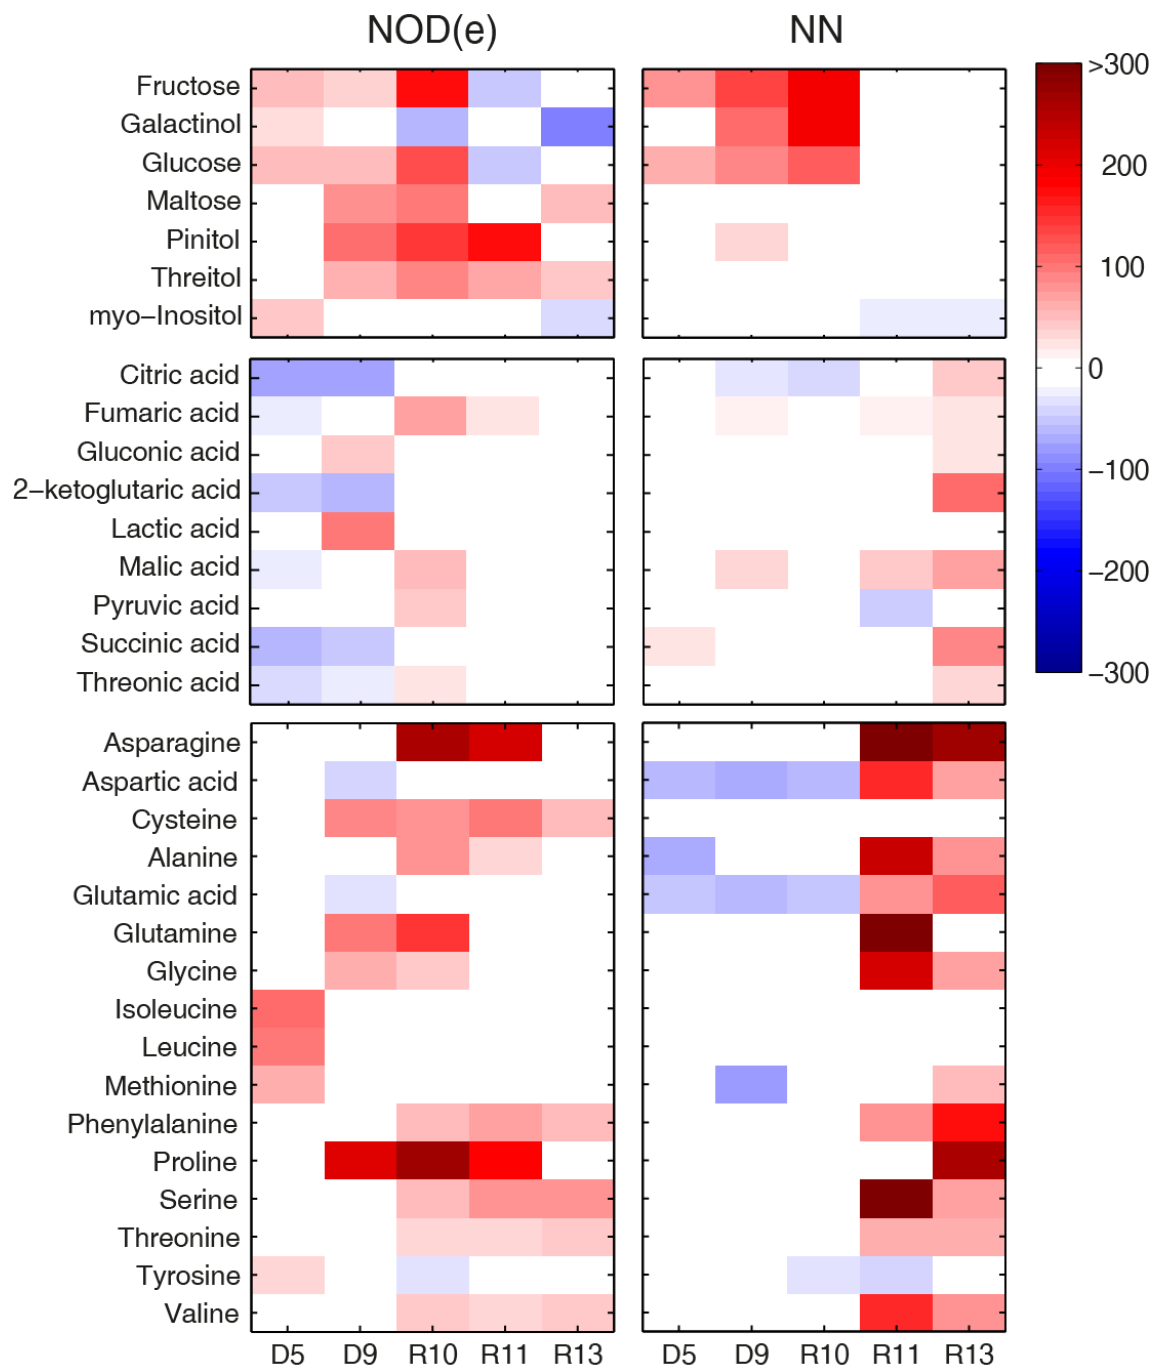 NOD(e) NN
Fructose
Galactinol
Glucose
Maltose
Pinitol
Threitol
myo−Inositol
Citric acid
Fumaric acid
Gluconic acid
2−ketoglutaric acid
Lactic acid
Malic acid
Pyruvic acid
Succinic acid
Threonic acid
Asparagine
Aspartic acid
Cysteine
Alanine
Glutamic acid
Glutamine
Glycine
Isoleucine
Leucine
Methionine
Phenylalanine
Proline
Serine
Threonine
Tyrosine
Valine
D5 D9 R10 R11 R13 D5 D9 R10 R11 R13
>300
200
100
0
−100
−200
−300